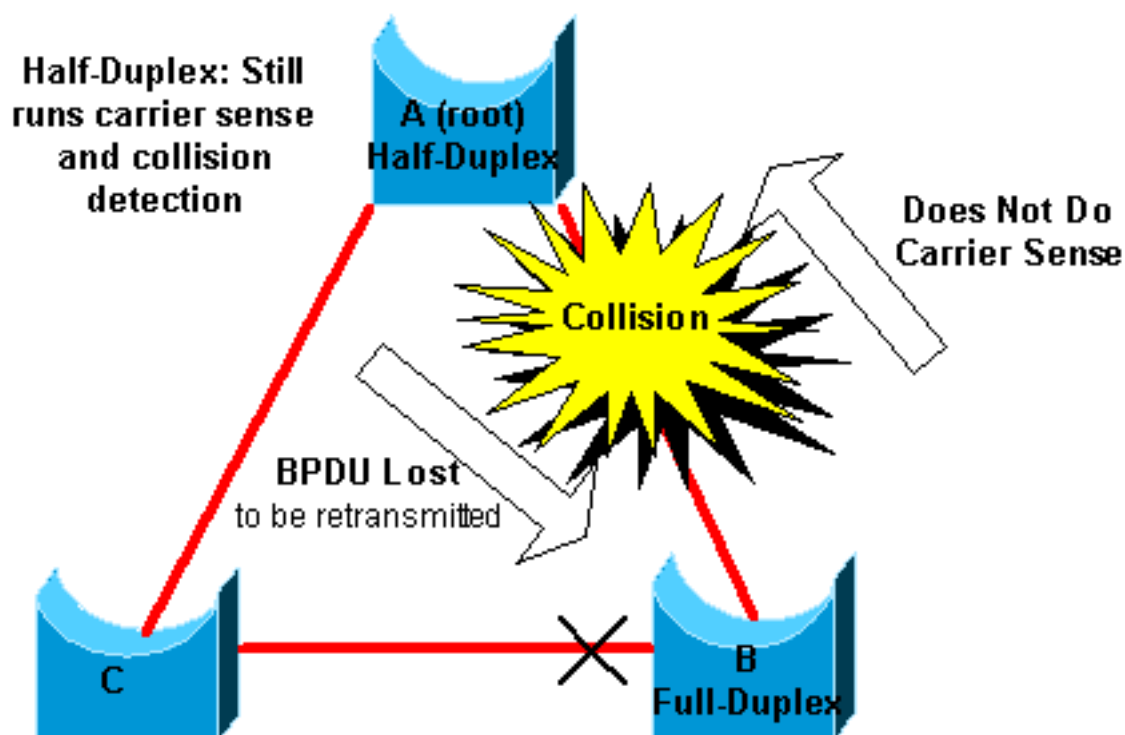 Half-Duplex: Still
runs carrier sense
and collision
detection
A (root)
Half-Duplex
Does Not Do
Carrier Sense
Collision
BPDU Lost
to be retransmitted
C
B
Full-Duplex